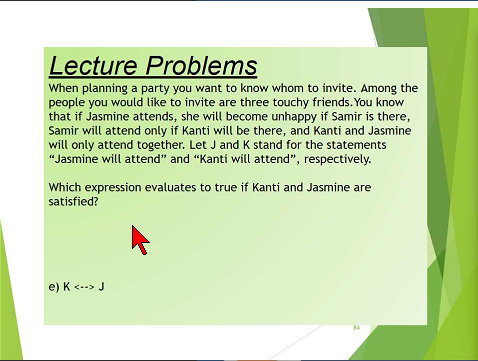 Lecture Problems
When planning a party you want to know whom to invite. Among the
people you would like to invite are three touchy friends.You know
that if Jasmine attends, she will become unhappy if Samir is there,
Samir will attend only if Kanti will be there, and Kanti and Jasmine
will only attend together. Let J and K stand for the statements
“Jasmine will attend” and “Kanti will attend”, respectively.
Which expression evaluates to true if Kanti and Jasmine are
satisfied?
e) K <--> J